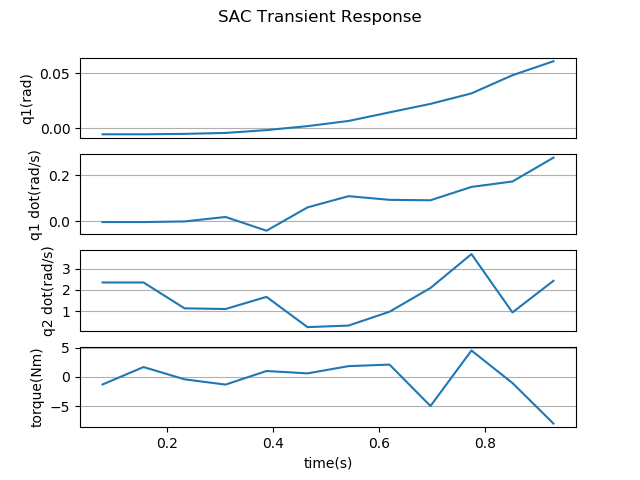 SAC Transient Response
0.05
0.00
q1(rad)
0.2
0.0
q1 dot(rad/s)
3
2
1
q2 dot(rad/s)
5
0
−5
torque(Nm)
0.2 0.4 0.6 0.8
time(s)